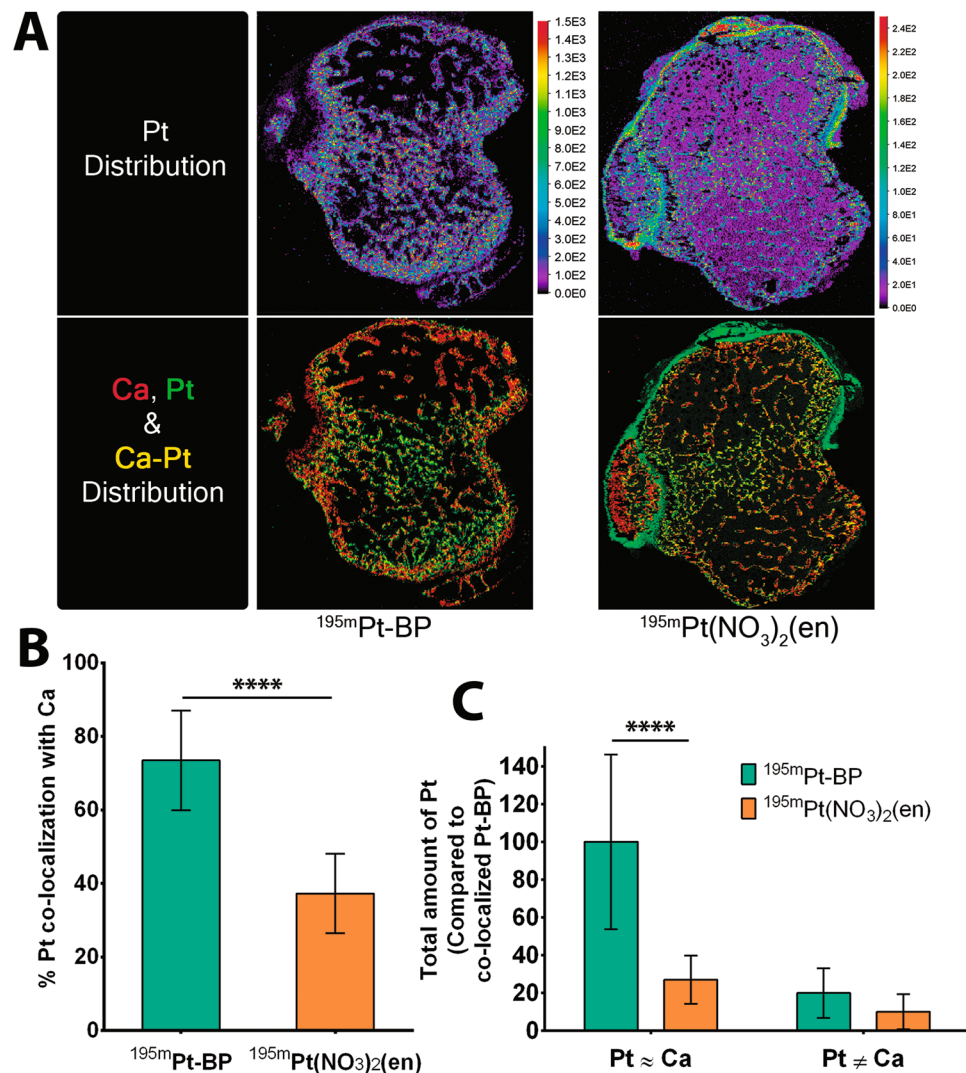 A
Pt
Distribution
1.5E3
1.3E3
1.2E3
1.1E3
1.0E3
9.0E2
8.0E2
7.0E2
6.0E2
5.0E2
4.0E2
3.0E2
2.0E2
1.0E2
0.0E0
2.4E2
2.2E2
2.0E2
1.8E2
1.6E2
1.4E2
1.2E2
1.0E2
8.0E1
6.0E1
4.0E1
2.0E1
0.0E0
Ca, Pt
&
Ca-Pt
Distribution
¹⁹⁵ᵐPt-BP
¹⁹⁵ᵐPt(NO₃)₂(en)
B
% Pt co-localization with Ca
100
80
60
40
20
0
****
¹⁹⁵ᵐPt-BP
¹⁹⁵ᵐPt(NO₃)₂(en)
C
Total amount of Pt
(Compared to
co-localized Pt-BP)
140
120
100
80
60
40
20
0
****
¹⁹⁵ᵐPt-BP
¹⁹⁵ᵐPt(NO₃)₂(en)
Pt ≈ Ca
Pt ≠ Ca